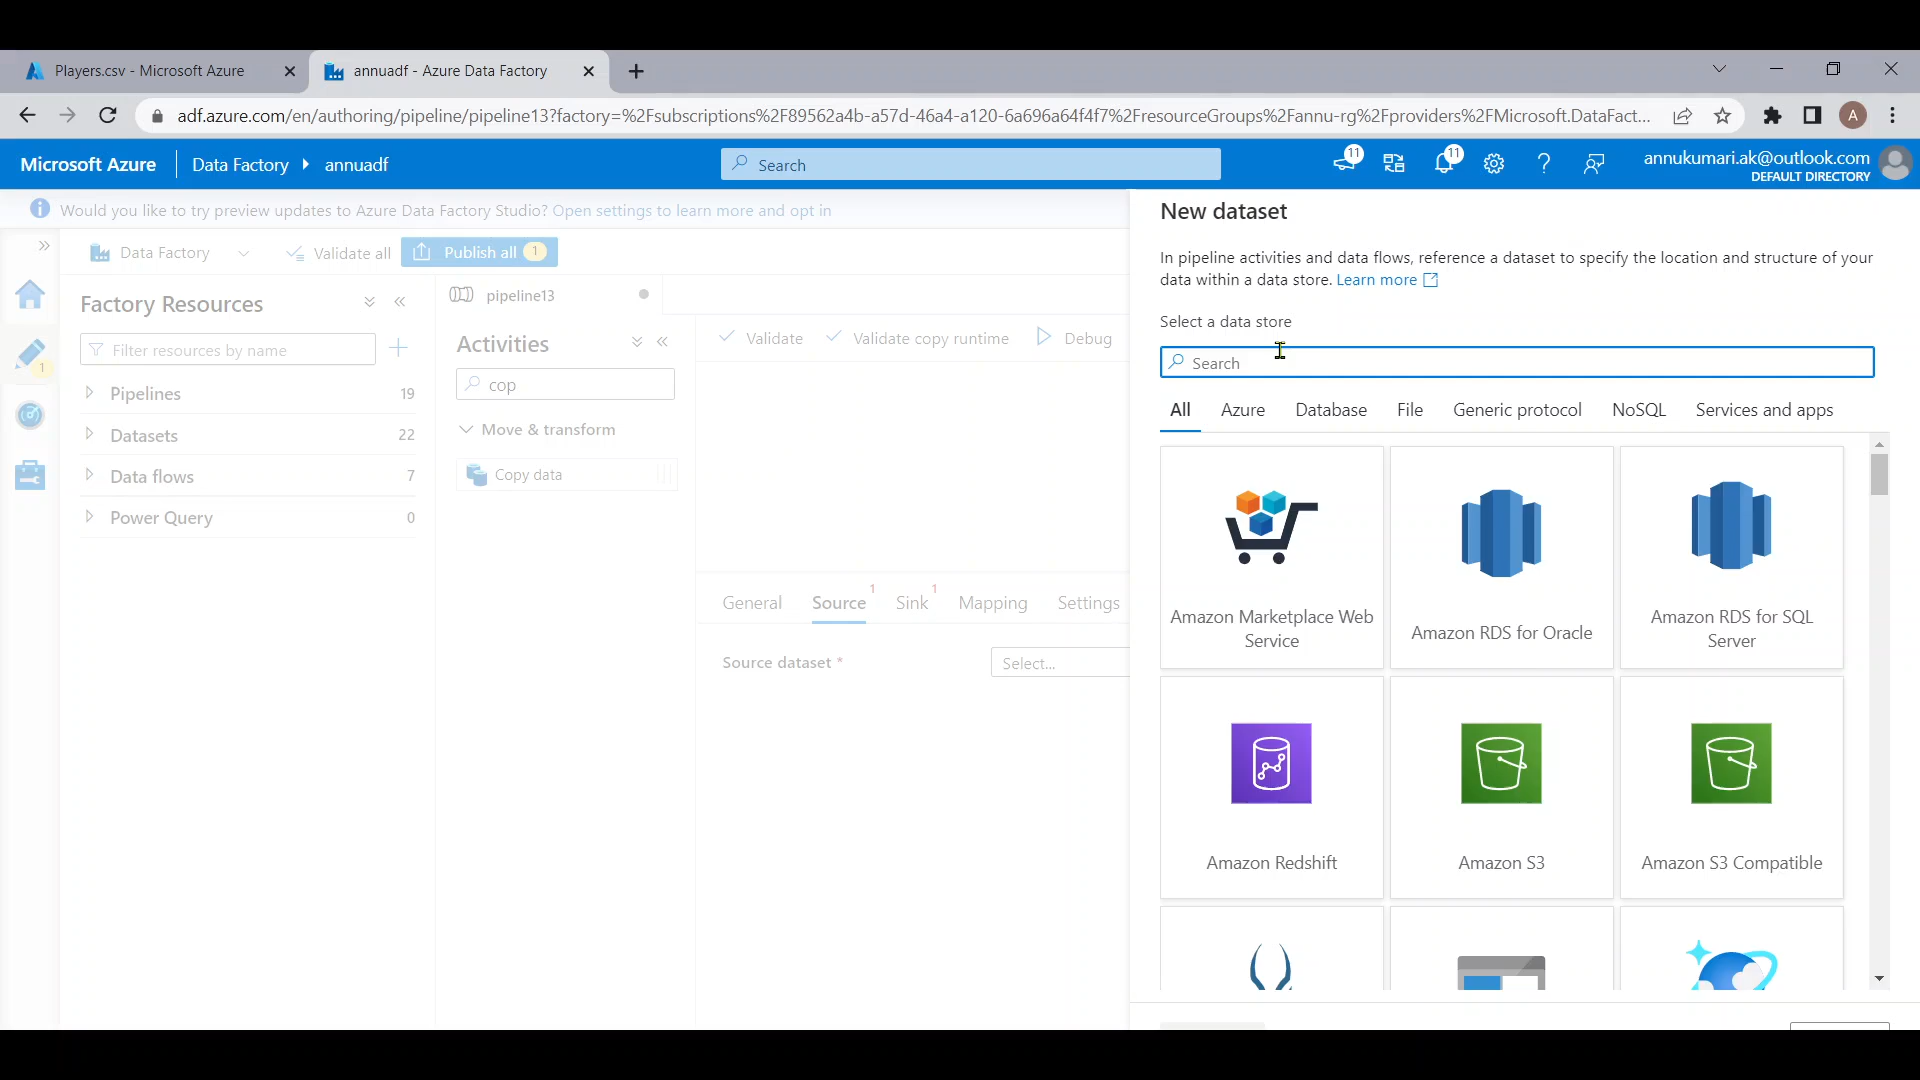 Players.csv - Microsoft Azure
annuadf - Azure Data Factory
adf.azure.com/en/authoring/pipeline/pipeline13?factory=%2Fsubscriptions%2F89562a4b-a57d-46a4-a120-6a696a64f4f7%2FresourceGroups%2Fannu-rg%2Fproviders%2FMicrosoft.DataFact...
A
Microsoft Azure
Data Factory
annuadf
Search
11
11
annukumari.ak@outlook.com
DEFAULT DIRECTORY
Would you like to try preview updates to Azure Data Factory Studio? Open settings to learn more and opt in
Data Factory
Validate all
Publish all 1
1
Factory Resources
Filter resources by name
Pipelines 19
Datasets 22
Data flows 7
Power Query 0
pipeline13
Activities
cop
Move & transform
Copy data
Validate
Validate copy runtime
Debug
General
Source 1
Sink 1
Mapping
Settings
Source dataset *
Select...
New dataset
In pipeline activities and data flows, reference a dataset to specify the location and structure of your
data within a data store. Learn more
Select a data store
Search
All
Azure
Database
File
Generic protocol
NoSQL
Services and apps
Amazon Marketplace Web
Service
Amazon RDS for Oracle
Amazon RDS for SQL
Server
Amazon Redshift
Amazon S3
Amazon S3 Compatible